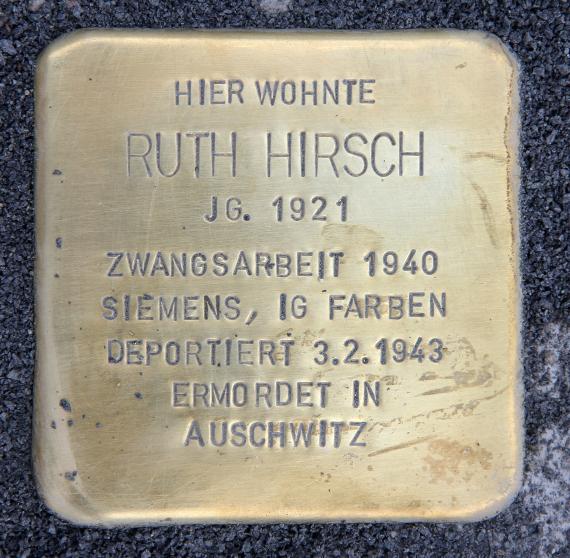 HIER WOHNTE
RUTH HIRSCH
JG. 1921
ZWANGSARBEIT 1940
SIEMENS, IG FARBEN
DEPORTIERT 3.2.1943
ERMORDET IN
AUSCHWITZ